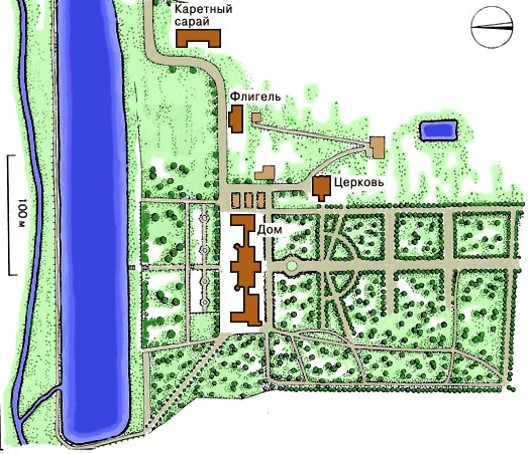 Каретный
сарай
Флигель
Церковь
Дом
100 м